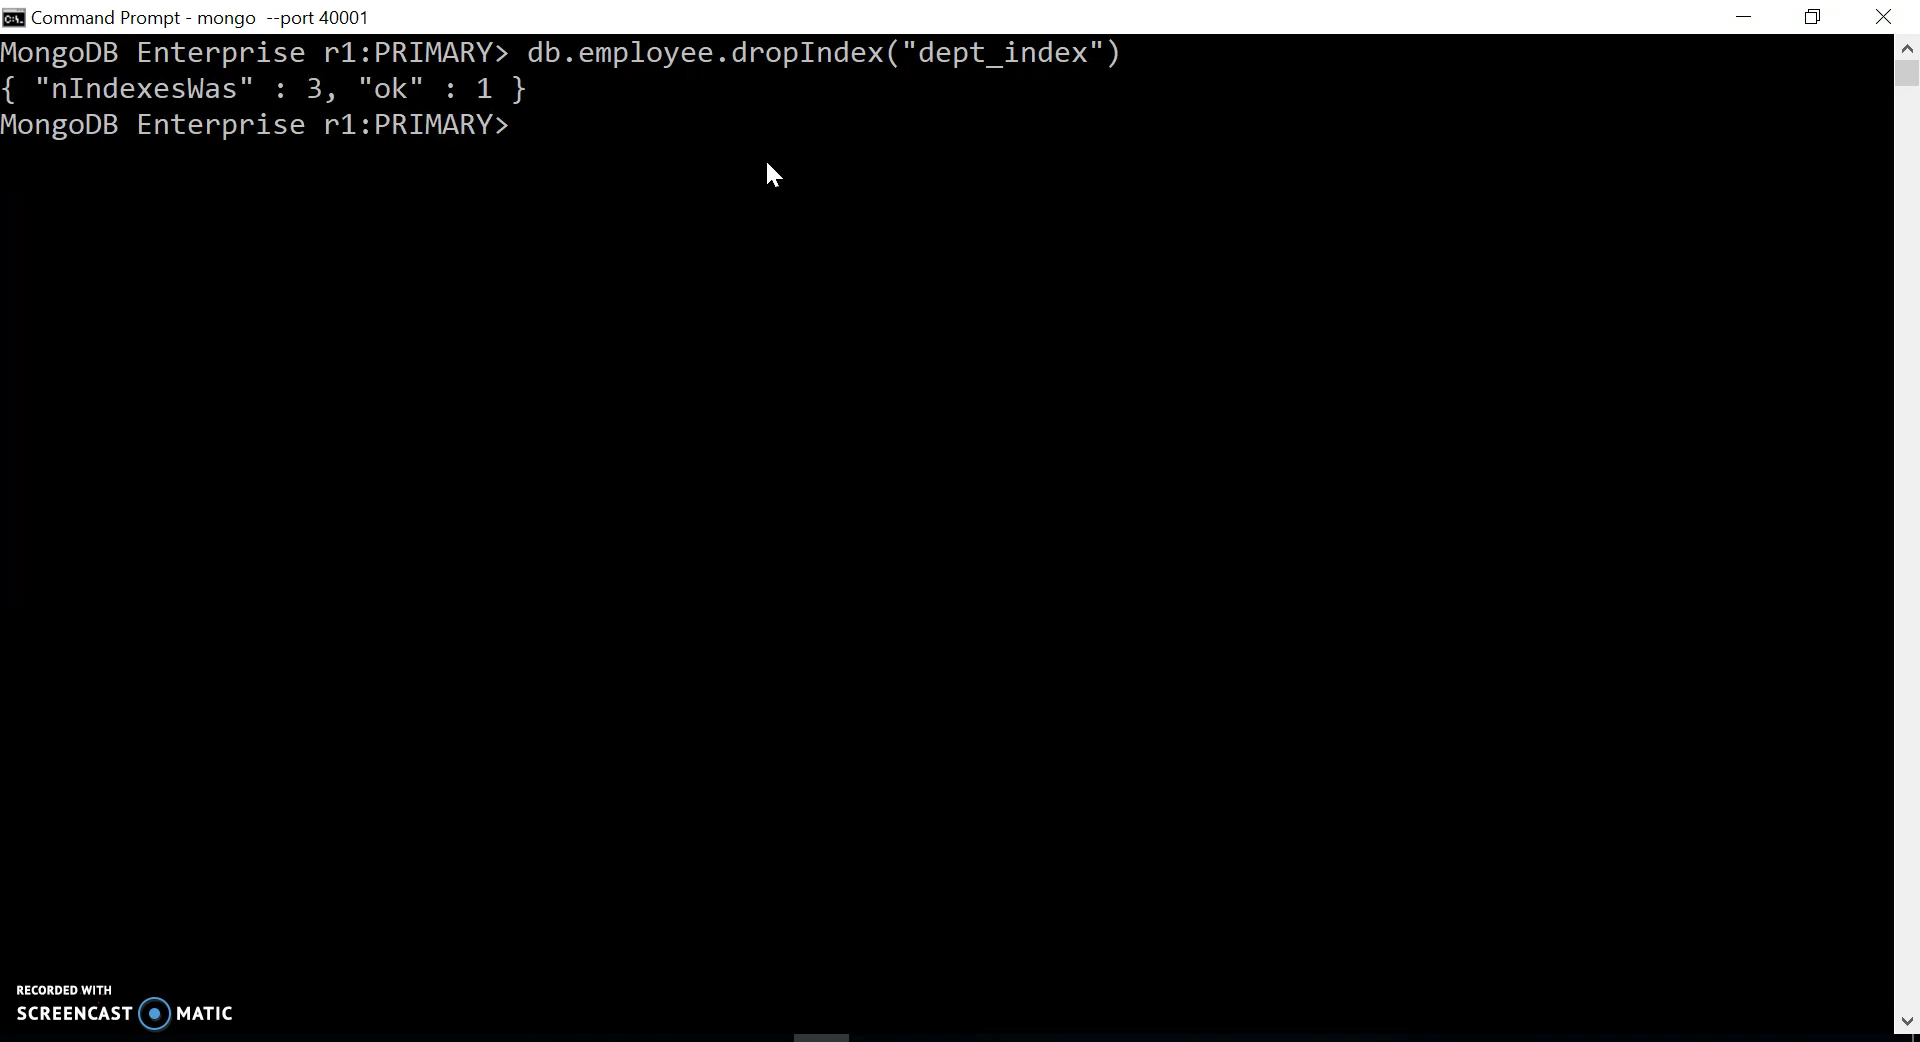 Command Prompt - mongo  --port 40001
MongoDB Enterprise r1:PRIMARY> db.employee.dropIndex("dept_index")
{ "nIndexesWas" : 3, "ok" : 1 }
MongoDB Enterprise r1:PRIMARY>
RECORDED WITH
SCREENCAST MATIC